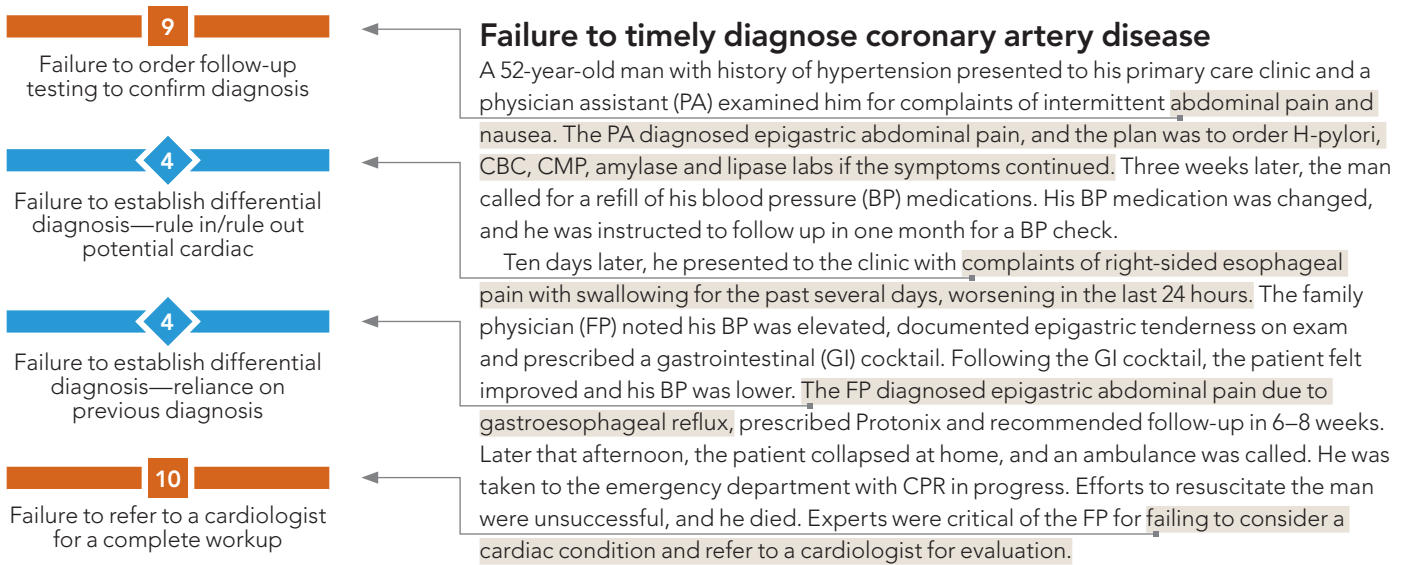 9
Failure to order follow-up
testing to confirm diagnosis
4
Failure to establish differential
diagnosis—rule in/rule out
potential cardiac
4
Failure to establish differential
diagnosis—reliance on
previous diagnosis
10
Failure to refer to a cardiologist
for a complete workup
Failure to timely diagnose coronary artery disease
A 52-year-old man with history of hypertension presented to his primary care clinic and a
physician assistant (PA) examined him for complaints of intermittent abdominal pain and
nausea. The PA diagnosed epigastric abdominal pain, and the plan was to order H-pylori,
CBC, CMP, amylase and lipase labs if the symptoms continued. Three weeks later, the man
called for a refill of his blood pressure (BP) medications. His BP medication was changed,
and he was instructed to follow up in one month for a BP check.
Ten days later, he presented to the clinic with complaints of right-sided esophageal
pain with swallowing for the past several days, worsening in the last 24 hours. The family
physician (FP) noted his BP was elevated, documented epigastric tenderness on exam
and prescribed a gastrointestinal (GI) cocktail. Following the GI cocktail, the patient felt
improved and his BP was lower. The FP diagnosed epigastric abdominal pain due to
gastroesophageal reflux, prescribed Protonix and recommended follow-up in 6–8 weeks.
Later that afternoon, the patient collapsed at home, and an ambulance was called. He was
taken to the emergency department with CPR in progress. Efforts to resuscitate the man
were unsuccessful, and he died. Experts were critical of the FP for failing to consider a
cardiac condition and refer to a cardiologist for evaluation.